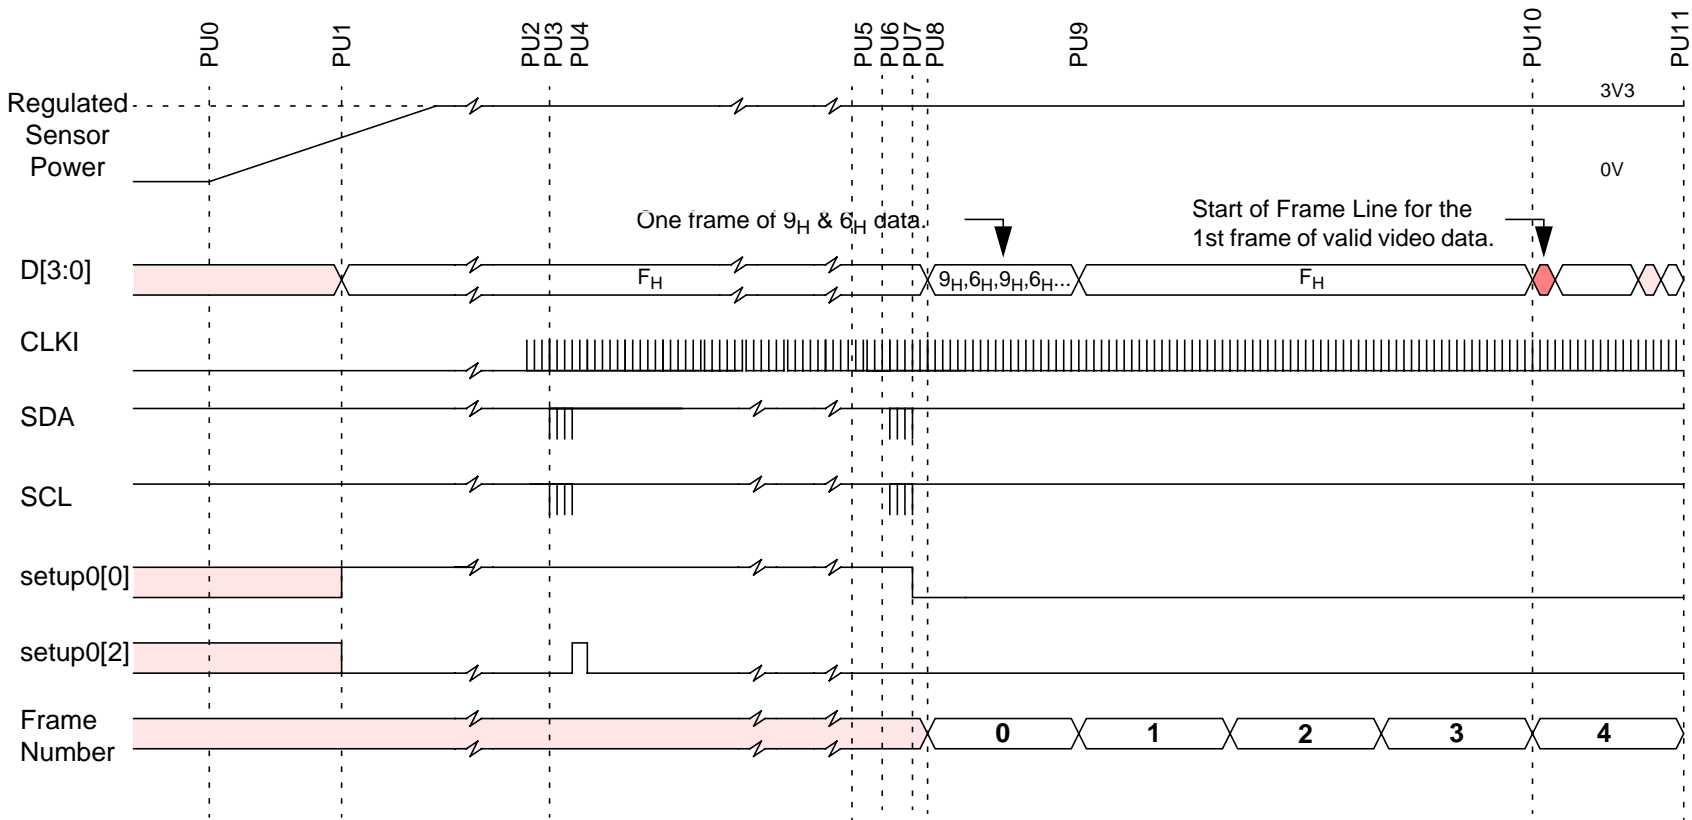 PU0
PU1
PU2
PU3
PU4
PU5
PU6
PU7
PU8
PU9
PU10
PU11
Regulated
Sensor
Power
3V3
0V
One frame of 9H & 6H data.
Start of Frame Line for the
1st frame of valid video data.
D[3:0]
FH
9H,6H,9H,6H...
FH
CLKI
SDA
SCL
setup0[0]
setup0[2]
Frame
Number
0
1
2
3
4